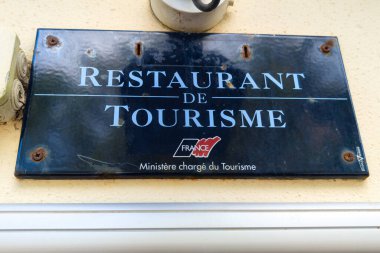 RESTAURANT
DE
TOURISME
FRANCE
Ministère chargé du Tourisme